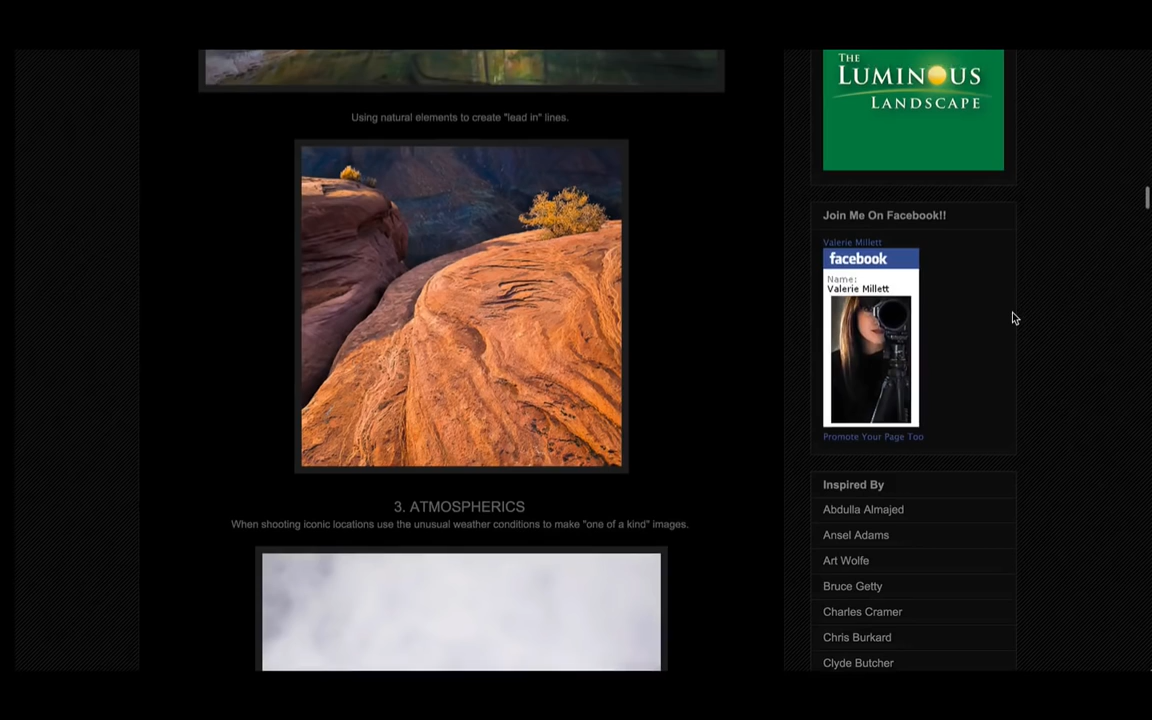 Using natural elements to create "lead in" lines.
3. ATMOSPHERICS
When shooting iconic locations use the unusual weather conditions to make "one of a kind" images.
THE
LUMINOUS
LANDSCAPE
Join Me On Facebook!!
Valerie Millett
facebook
Name:
Valerie Millett
Promote Your Page Too
Inspired By
Abdulla Almajed
Ansel Adams
Art Wolfe
Bruce Getty
Charles Cramer
Chris Burkard
Clyde Butcher